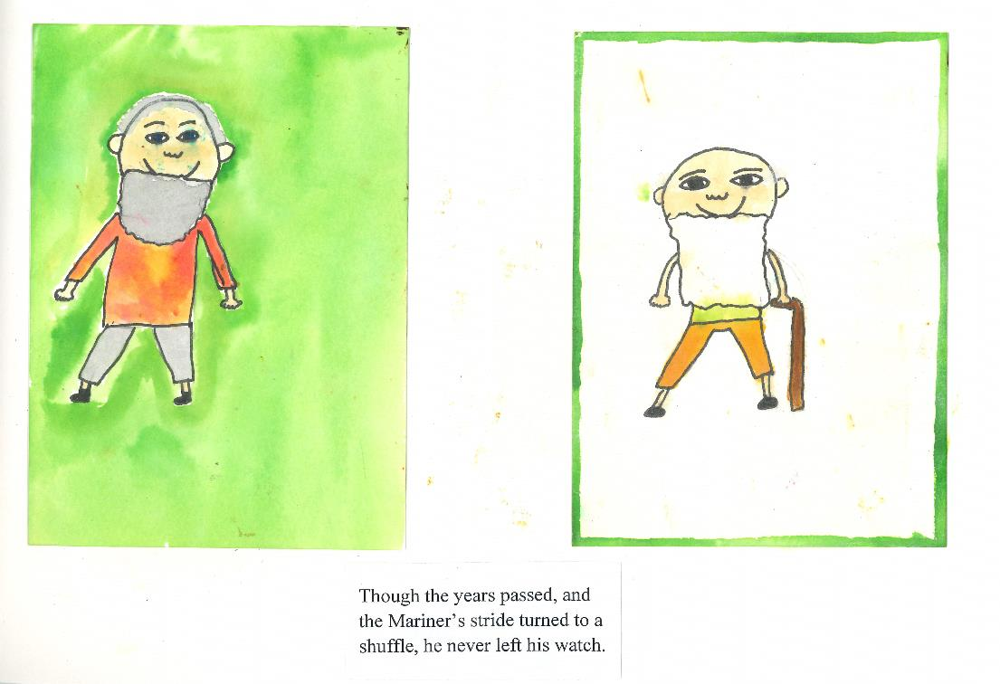 Though the years passed, and
the Mariner's stride turned to a
shuffle, he never left his watch.